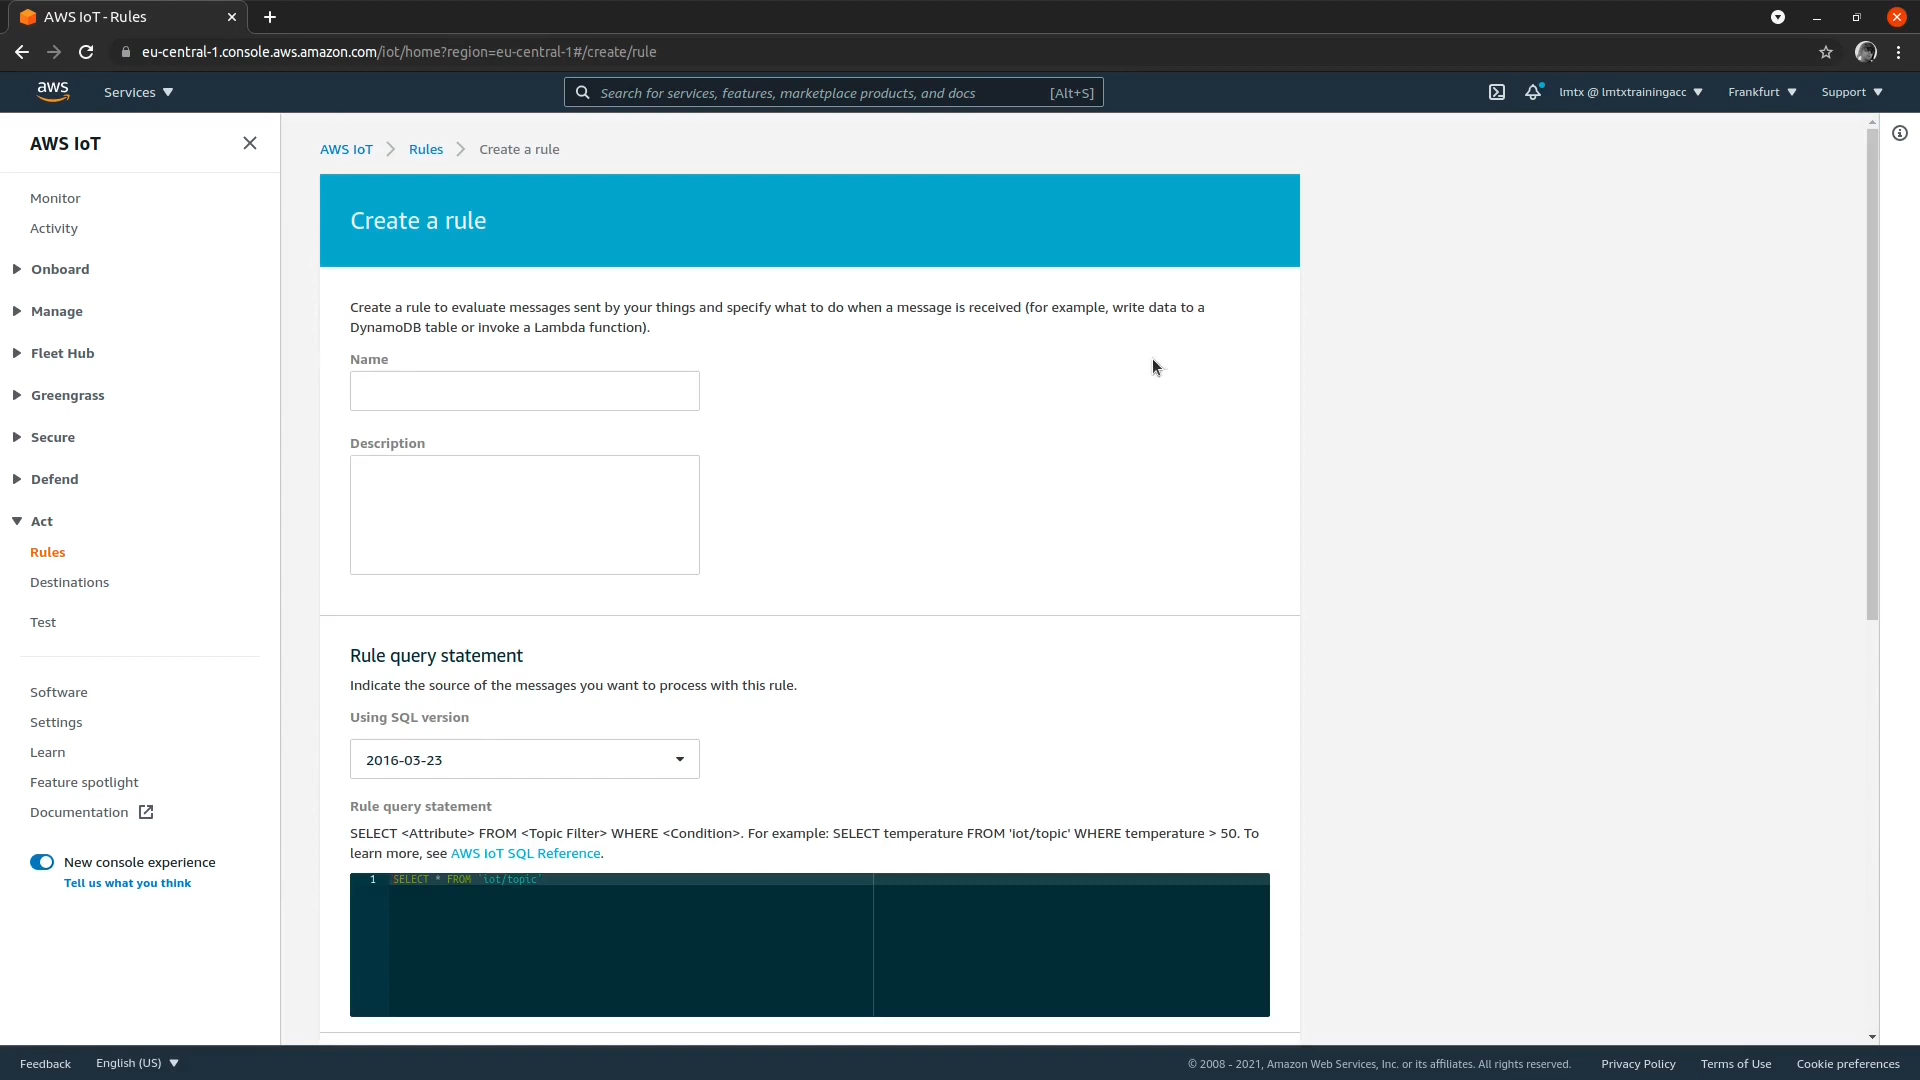 AWS IoT - Rules
eu-central-1.console.aws.amazon.com/iot/home?region=eu-central-1#/create/rule
aws
Services
Search for services, features, marketplace products, and docs
[Alt+S]
lmtx @ lmtxtrainingacc
Frankfurt
Support
AWS IoT
Monitor
Activity
Onboard
Manage
Fleet Hub
Greengrass
Secure
Defend
Act
Rules
Destinations
Test
Software
Settings
Learn
Feature spotlight
Documentation
New console experience
Tell us what you think
AWS IoT
Rules
Create a rule
Create a rule
Create a rule to evaluate messages sent by your things and specify what to do when a message is received (for example, write data to a
DynamoDB table or invoke a Lambda function).
Name
Description
Rule query statement
Indicate the source of the messages you want to process with this rule.
Using SQL version
2016-03-23
Rule query statement
SELECT <Attribute> FROM <Topic Filter> WHERE <Condition>. For example: SELECT temperature FROM 'iot/topic' WHERE temperature > 50. To
learn more, see AWS IoT SQL Reference.
1 SELECT * FROM 'iot/topic'
Feedback
English (US)
© 2008 - 2021, Amazon Web Services, Inc. or its affiliates. All rights reserved.
Privacy Policy
Terms of Use
Cookie preferences